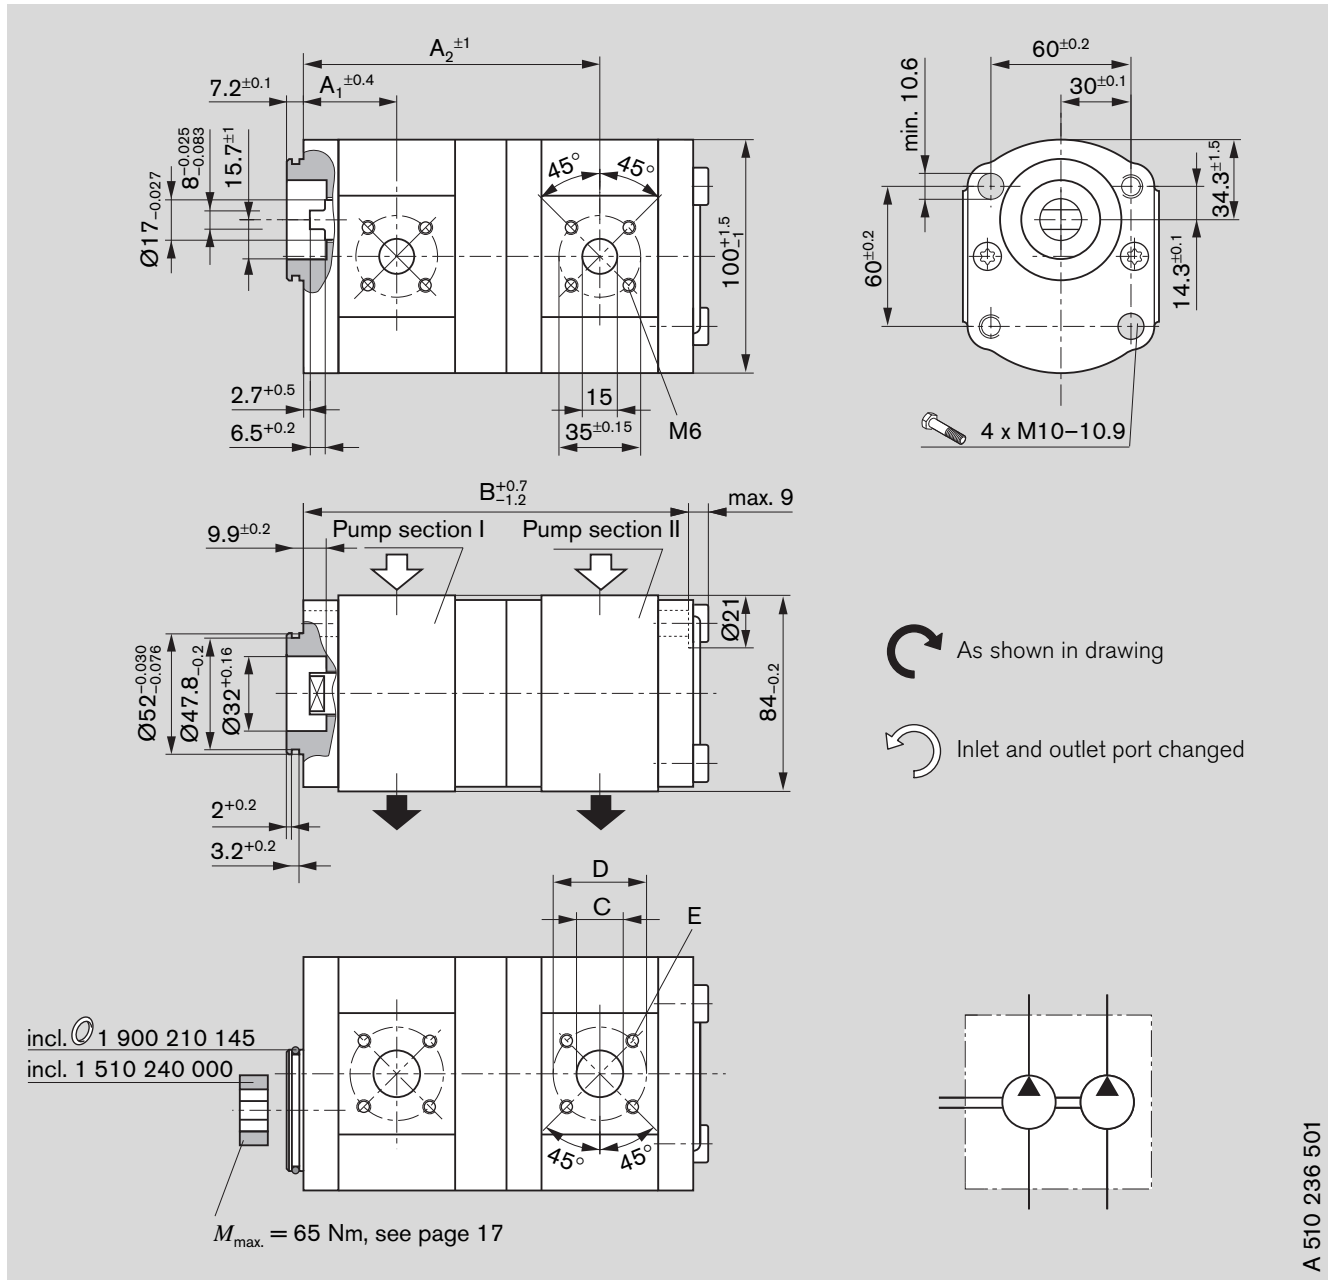 A₂±1
7.2±0.1
A₁±0.4
8−0.025 −0.083
15.7±1
Ø17−0.027
45°
45°
100+1.5 −1
2.7+0.5
6.5+0.2
15
35±0.15
M6
60±0.2
30±0.1
min. 10.6
34.3±1.5
60±0.2
14.3±0.1
4 x M10–10.9
B+0.7 −1.2
max. 9
9.9±0.2
Pump section I
Pump section II
Ø52−0.030 −0.076
Ø47.8−0.2
Ø32+0.16
Ø21
84−0.2
2+0.2
3.2+0.2
As shown in drawing
Inlet and outlet port changed
D
C
E
incl. 1 900 210 145
incl. 1 510 240 000
45°
45°
Mmax. = 65 Nm, see page 17
A 510 236 501